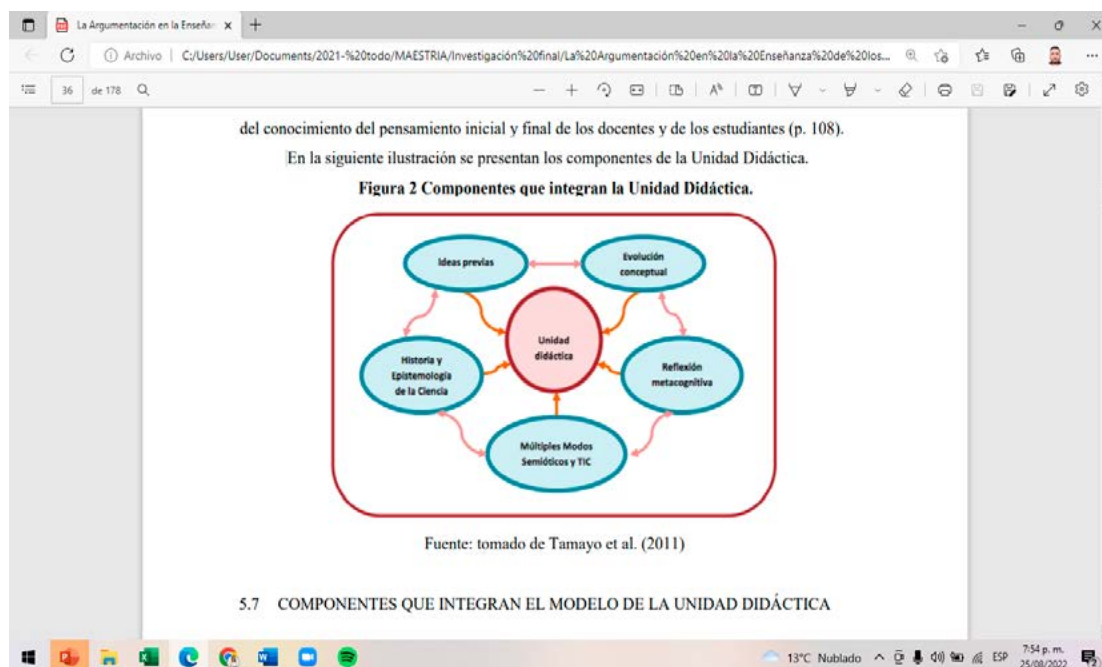 La Argumentación en la Enseñan
Archivo | C:/Users/User/Documents/2021-%20todo/MAESTRIA/Investigación%20final/La%20Argumentación%20en%20la%20Enseñanza%20de%20los...
36 de 178
del conocimiento del pensamiento inicial y final de los docentes y de los estudiantes (p. 108).
En la siguiente ilustración se presentan los componentes de la Unidad Didáctica.
Figura 2 Componentes que integran la Unidad Didáctica.
Ideas previas
Evolución
conceptual
Unidad
didáctica
Historia y
Epistemología
de la Ciencia
Reflexión
metacognitiva
Múltiples Modos
Semióticos y TIC
Fuente: tomado de Tamayo et al. (2011)
5.7 COMPONENTES QUE INTEGRAN EL MODELO DE LA UNIDAD DIDÁCTICA
13°C Nublado
ESP
7:54 p. m.
25/08/2022